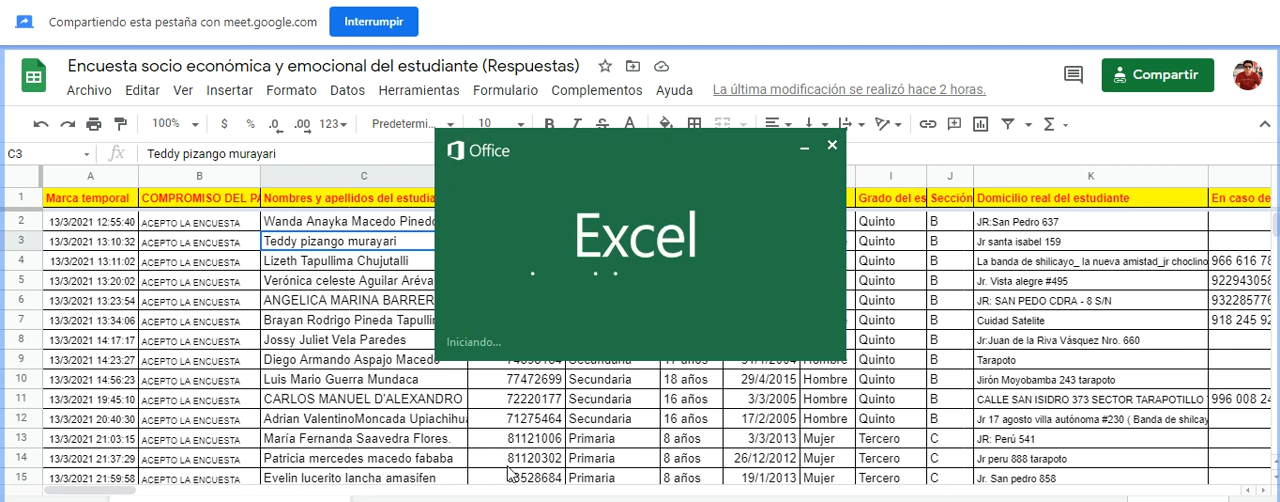 Compartiendo esta pestaña con meet.google.com Interrumpir
Encuesta socio económica y emocional del estudiante (Respuestas)
Compartir
Archivo Editar Ver Insertar Formato Datos Herramientas Formulario Complementos Ayuda La última modificación se realizó hace 2 horas.
100% $ % .0 .00 123 Predetermi... 10 B I S A
Office
C3 fx Teddy pizango murayari
Excel
Iniciando...
A B C I J K
1 Marca temporal COMPROMISO DEL PA Nombres y apellidos del estudia Grado del es Sección Domicilio real del estudiante En caso de
2 13/3/2021 12:55:40 ACEPTO LA ENCUESTA Wanda Anayka Macedo Pinedo Quinto B JR:San Pedro 637
3 13/3/2021 13:10:32 ACEPTO LA ENCUESTA Teddy pizango murayari Quinto B Jr santa isabel 159
4 13/3/2021 13:11:02 ACEPTO LA ENCUESTA Lizeth Tapullima Chujutalli Quinto B La banda de shilicayo_ la nueva amistad_jr choclino 966 616 78
5 13/3/2021 13:20:02 ACEPTO LA ENCUESTA Verónica celeste Aguilar Aréva Quinto B Jr. Vista alegre #495 922943058
6 13/3/2021 13:23:54 ACEPTO LA ENCUESTA ANGELICA MARINA BARRER Quinto B JR: SAN PEDO CDRA - 8 S/N 932285776
7 13/3/2021 13:34:06 ACEPTO LA ENCUESTA Brayan Rodrigo Pineda Tapullin Quinto B Cuidad Satelite 918 245 92
8 13/3/2021 14:17:17 ACEPTO LA ENCUESTA Jossy Juliet Vela Paredes Quinto B Jr:Juan de la Riva Vásquez Nro. 660
9 13/3/2021 14:23:27 ACEPTO LA ENCUESTA Diego Armando Aspajo Macedo Secundaria 17 años Hombre Quinto B Tarapoto
10 13/3/2021 14:56:23 ACEPTO LA ENCUESTA Luis Mario Guerra Mundaca 77472699 Secundaria 18 años 29/4/2015 Hombre Quinto B Jirón Moyobamba 243 tarapoto
11 13/3/2021 19:45:10 ACEPTO LA ENCUESTA CARLOS MANUEL D'ALEXANDRO 72220177 Secundaria 16 años 3/3/2005 Hombre Quinto B CALLE SAN ISIDRO 373 SECTOR TARAPOTILLO 996 008 24
12 13/3/2021 20:40:30 ACEPTO LA ENCUESTA Adrian ValentinoMoncada Upiachihua 71275464 Secundaria 16 años 17/2/2005 Hombre Quinto B Jr 17 agosto villa autónoma #230 ( Banda de shilcay
13 13/3/2021 21:03:15 ACEPTO LA ENCUESTA María Fernanda Saavedra Flores. 81121006 Primaria 8 años 3/3/2013 Mujer Tercero C JR: Perú 541
14 13/3/2021 21:37:29 ACEPTO LA ENCUESTA Patricia mercedes macedo fababa 81120302 Primaria 8 años 26/12/2012 Mujer Tercero C Jr peru 888 tarapoto
15 13/3/2021 21:59:58 ACEPTO LA ENCUESTA Evelin lucerito lancha amasifen 3528684 Primaria 8 años 19/1/2013 Mujer Tercero C Jr. San pedro 858